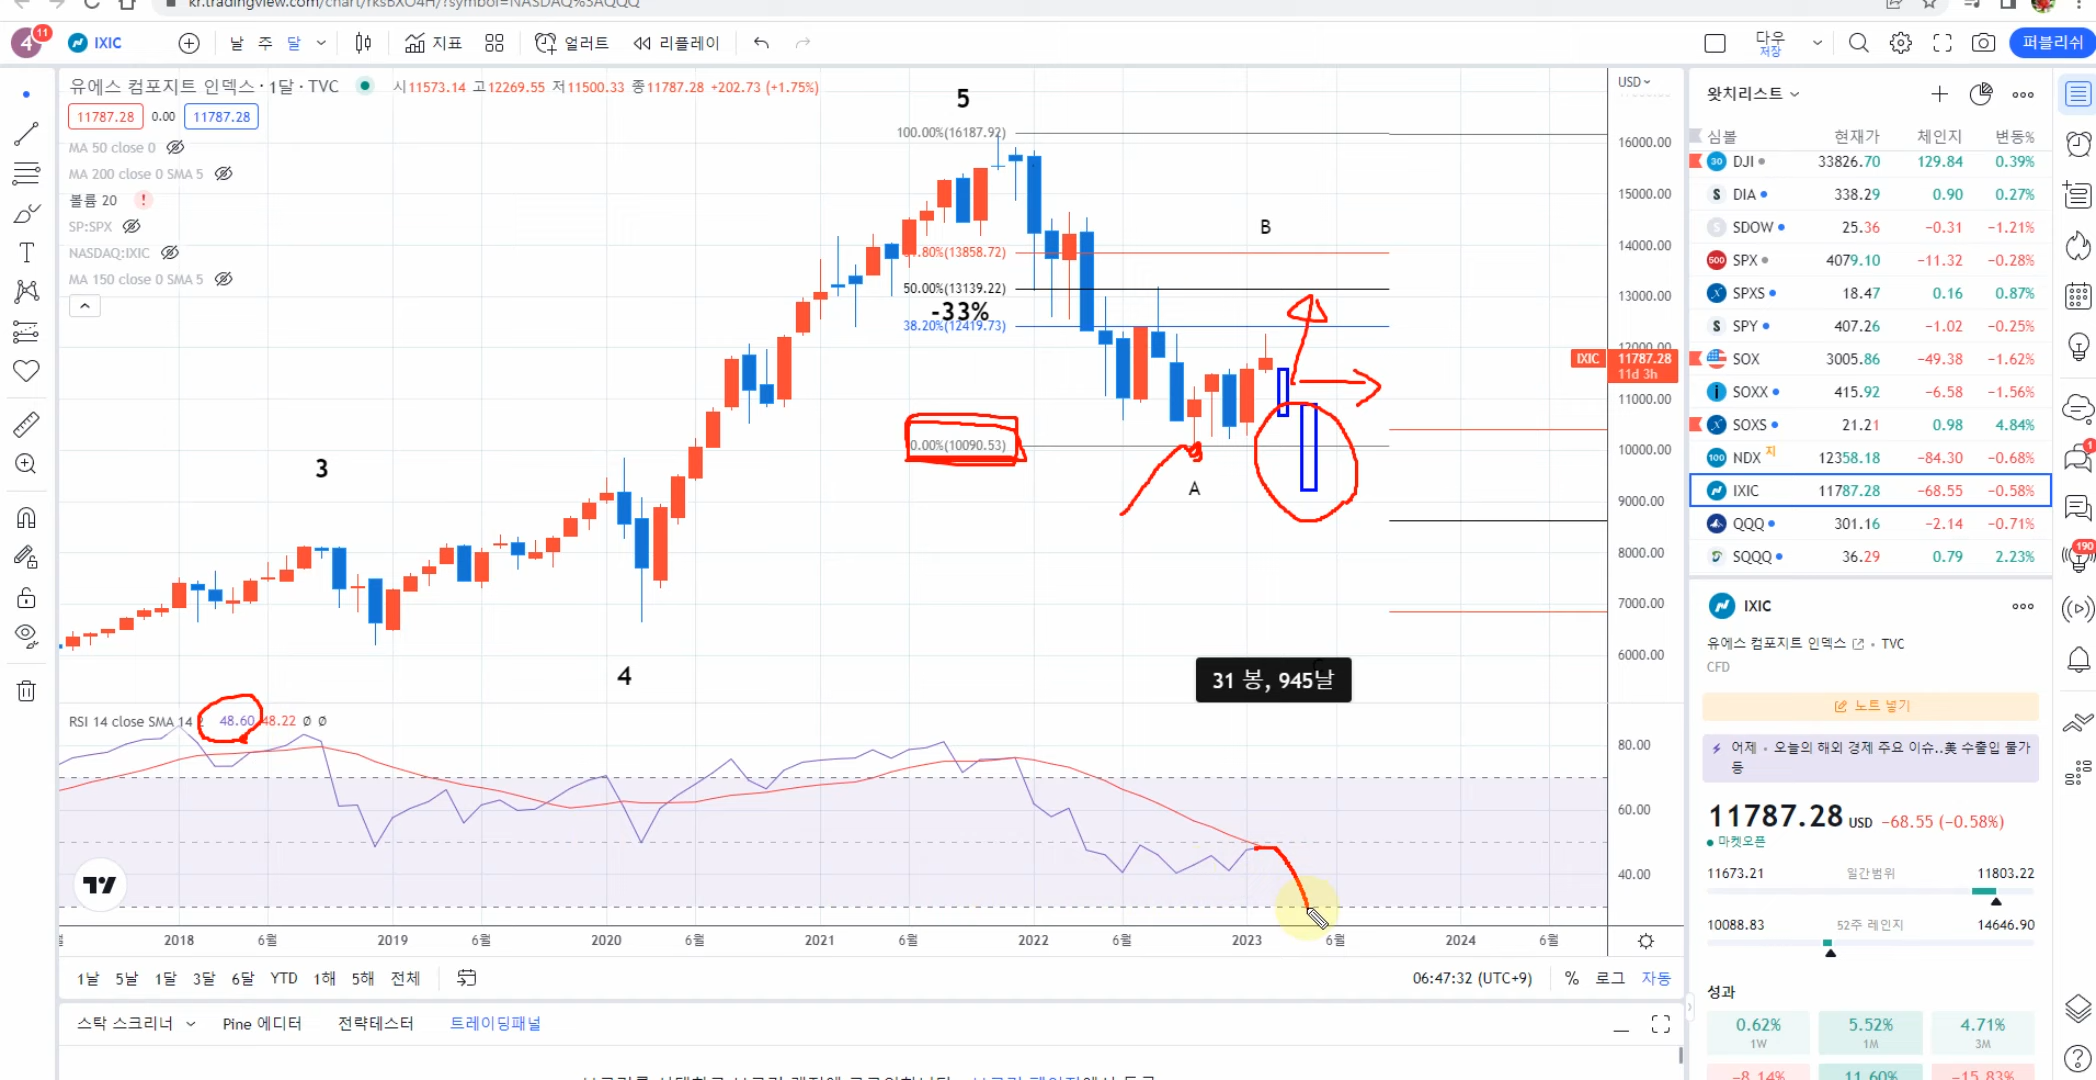 IXIC
날 주 달
지표
얼러트
리플레이
다우
저장
퍼블리쉬
4
11
유에스 컴포지트 인덱스 · 1달 · TVC
시11573.14 고12269.55 저11500.33 종11787.28 +202.73 (+1.75%)
11787.28 0.00 11787.28
MA 50 close 0
MA 200 close 0 SMA 5
볼륨 20 !
SP:SPX
NASDAQ:IXIC
MA 150 close 0 SMA 5
5
100.00%(16187.92)
.80%(13858.72)
50.00%(13139.22)
-33%
38.20%(12419.73)
0.00%(10090.53)
B
A
3
4
31 봉, 945날
USD
16000.00
15000.00
14000.00
13000.00
12000.00
IXIC 11787.28
11d 3h
11000.00
10000.00
9000.00
8000.00
7000.00
6000.00
RSI 14 close SMA 14 2 48.60 48.22 ∅ ∅
80.00
60.00
40.00
2018 6월 2019 6월 2020 6월 2021 6월 2022 6월 2023 6월 2024 6월
1날 5날 1달 3달 6달 YTD 1해 5해 전체
06:47:32 (UTC+9) % 로그 자동
스탁 스크리너 Pine 에디터 전략테스터 트레이딩패널
왓치리스트
심볼 현재가 체인지 변동%
30 DJI 33826.70 129.84 0.39%
S DIA 338.29 0.90 0.27%
S SDOW 25.36 -0.31 -1.21%
500 SPX 4079.10 -11.32 -0.28%
SPXS 18.47 0.16 0.87%
S SPY 407.26 -1.02 -0.25%
SOX 3005.86 -49.38 -1.62%
SOXX 415.92 -6.58 -1.56%
SOXS 21.21 0.98 4.84%
100 NDX 지 12358.18 -84.30 -0.68%
IXIC 11787.28 -68.55 -0.58%
QQQ 301.16 -2.14 -0.71%
SQQQ 36.29 0.79 2.23%
IXIC
유에스 컴포지트 인덱스 · TVC
CFD
노트 넣기
어제 · 오늘의 해외 경제 주요 이슈..美 수출입 물가
등
11787.28 USD -68.55 (-0.58%)
마켓오픈
11673.21 일간범위 11803.22
10088.83 52주 레인지 14646.90
성과
0.62% 5.52% 4.71%
1W 1M 3M
-8.14% 11.60% -15.83%
1
190